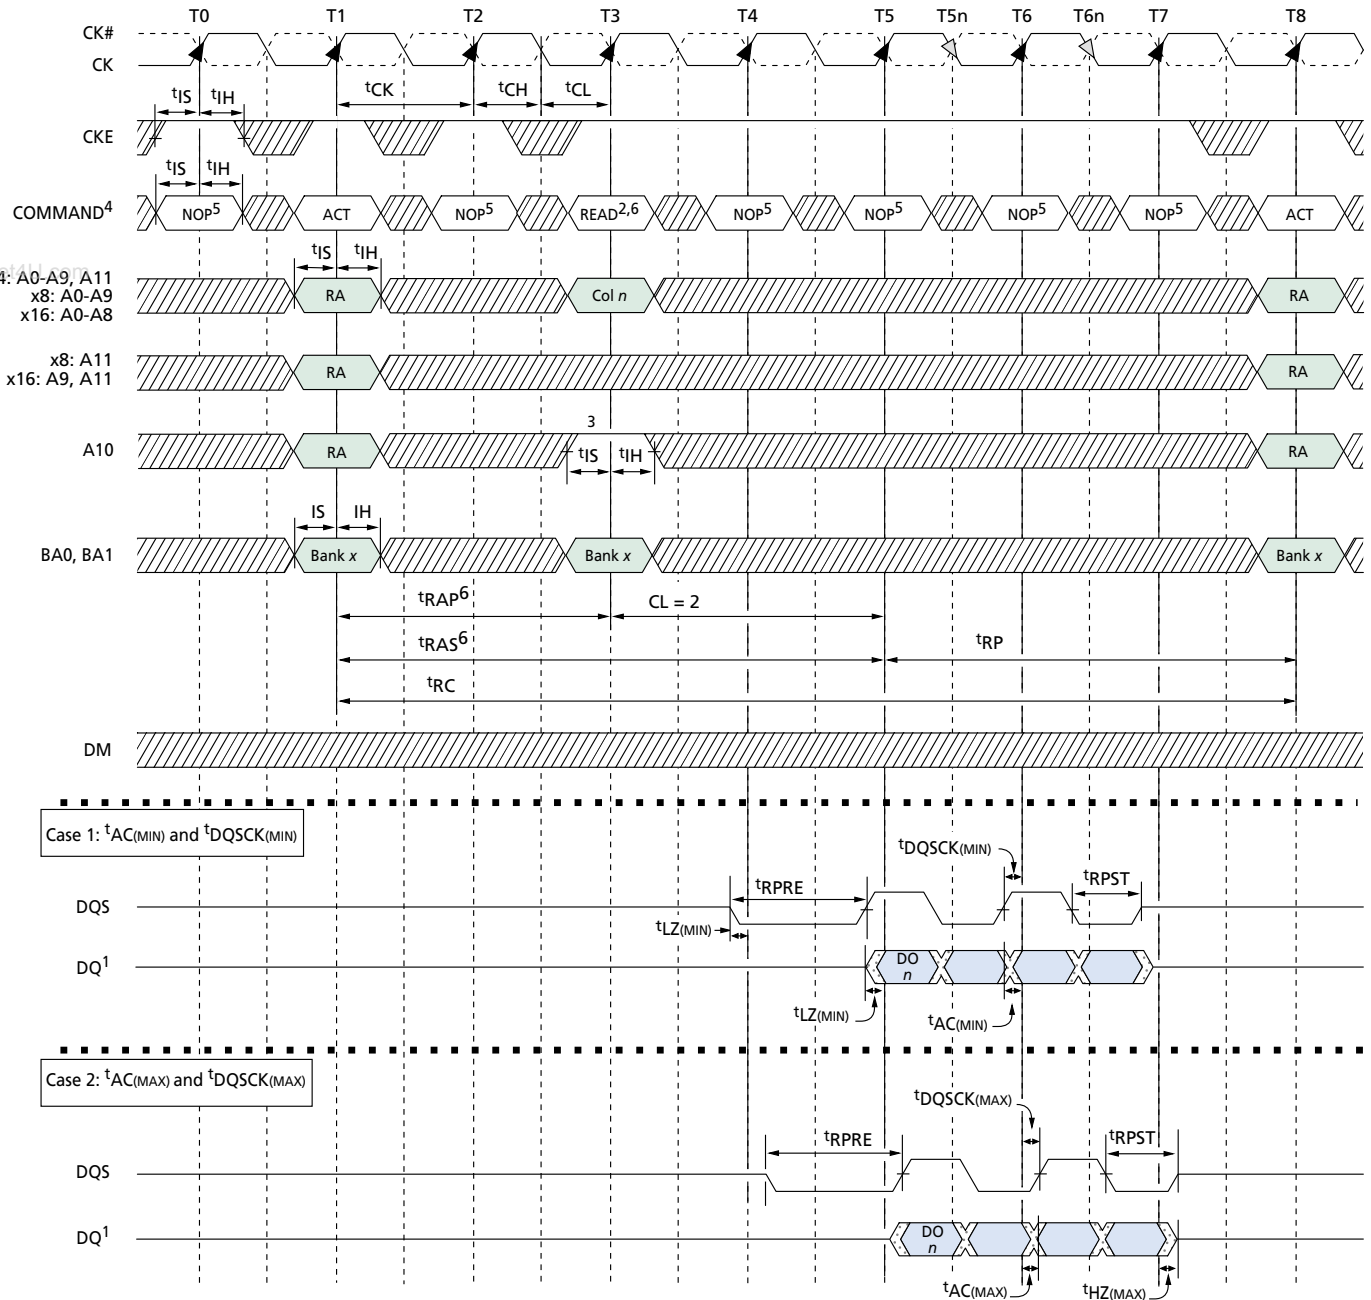 T0 T1 T2 T3 T4 T5 T5n T6 T6n T7 T8
CK#
CK
tIS tIH tCK tCH tCL
CKE
tIS tIH
COMMAND4 NOP5 ACT NOP5 READ2,6 NOP5 NOP5 NOP5 NOP5 ACT
tIS tIH
4: A0-A9, A11
x8: A0-A9
x16: A0-A8
RA Col n RA
x8: A11
x16: A9, A11
RA RA
3
A10 RA RA
tIS tIH
IS IH
BA0, BA1 Bank x Bank x Bank x
tRAP6 CL = 2
tRAS6 tRP
tRC
DM
Case 1: tAC(MIN) and tDQSCK(MIN)
tDQSCK(MIN)
tRPRE tRPST
DQS
tLZ(MIN)
DQ1 DO
n
tLZ(MIN) tAC(MIN)
Case 2: tAC(MAX) and tDQSCK(MAX)
tDQSCK(MAX)
tRPRE tRPST
DQS
DQ1 DO
n
tAC(MAX) tHZ(MAX)